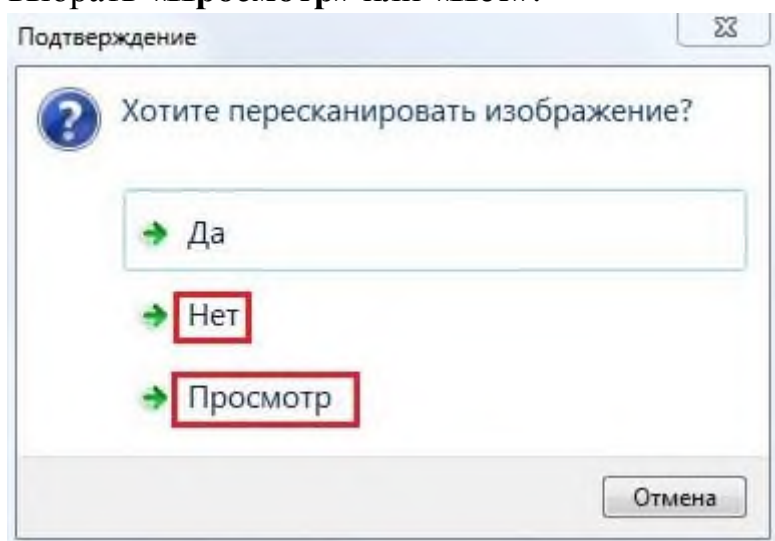 Подтверждение
Хотите пересканировать изображение?
Да
Нет
Просмотр
Отмена